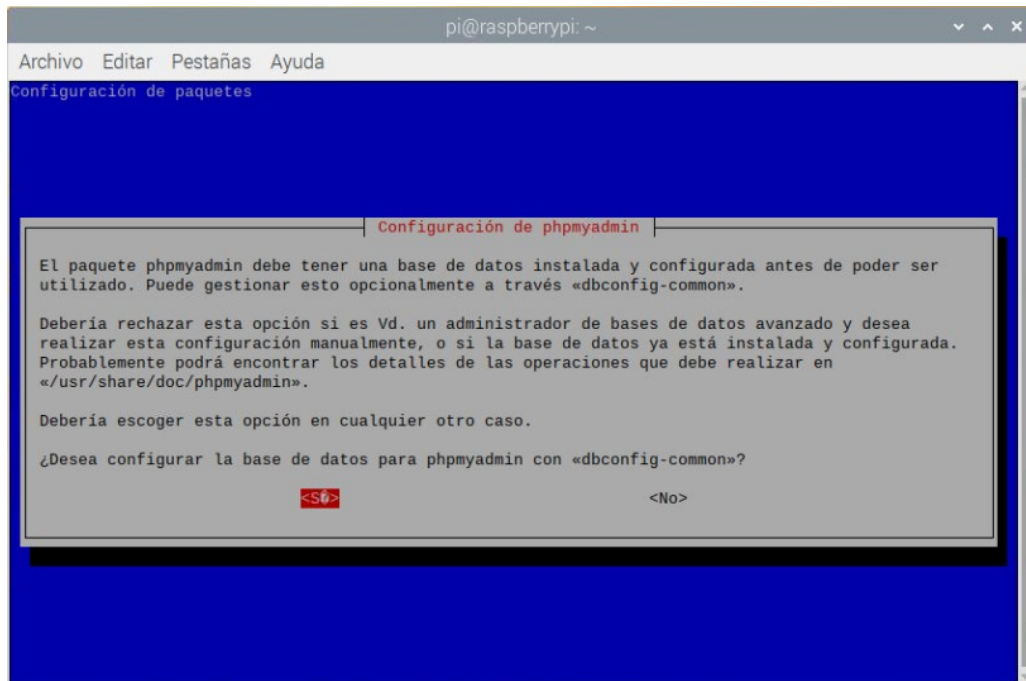 pi@raspberrypi: ~
Archivo Editar Pestañas Ayuda
Configuración de paquetes
Configuración de phpmyadmin
El paquete phpmyadmin debe tener una base de datos instalada y configurada antes de poder ser
utilizado. Puede gestionar esto opcionalmente a través «dbconfig-common».
Debería rechazar esta opción si es Vd. un administrador de bases de datos avanzado y desea
realizar esta configuración manualmente, o si la base de datos ya está instalada y configurada.
Probablemente podrá encontrar los detalles de las operaciones que debe realizar en
«/usr/share/doc/phpmyadmin».
Debería escoger esta opción en cualquier otro caso.
¿Desea configurar la base de datos para phpmyadmin con «dbconfig-common»?
<S�> <No>